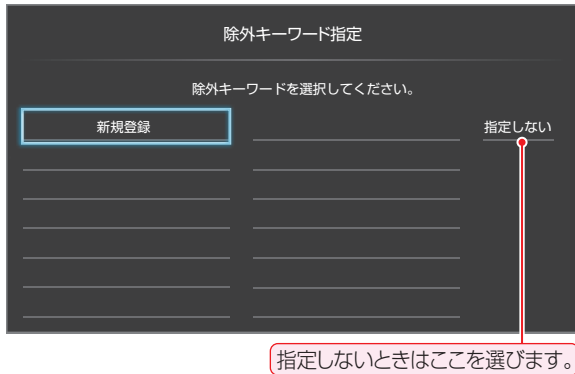 除外キーワード指定
除外キーワードを選択してください。
新規登録
指定しない
指定しないときはここを選びます。